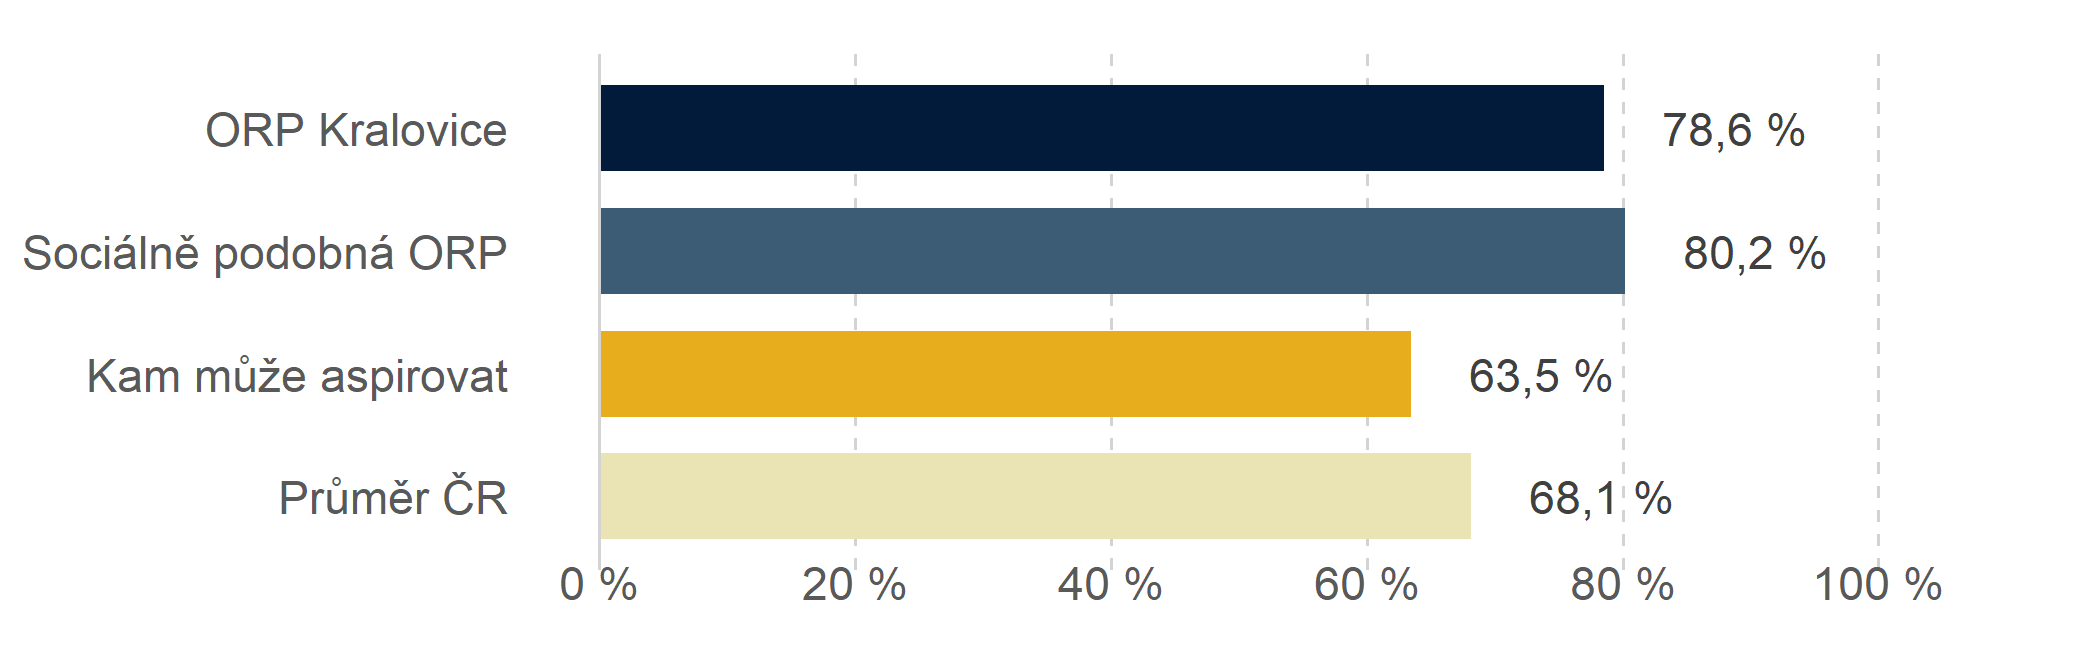 ORP Kralovice 78,6 %
Sociálně podobná ORP 80,2 %
Kam může aspirovat 63,5 %
Průměr ČR 68,1 %
0 % 20 % 40 % 60 % 80 % 100 %